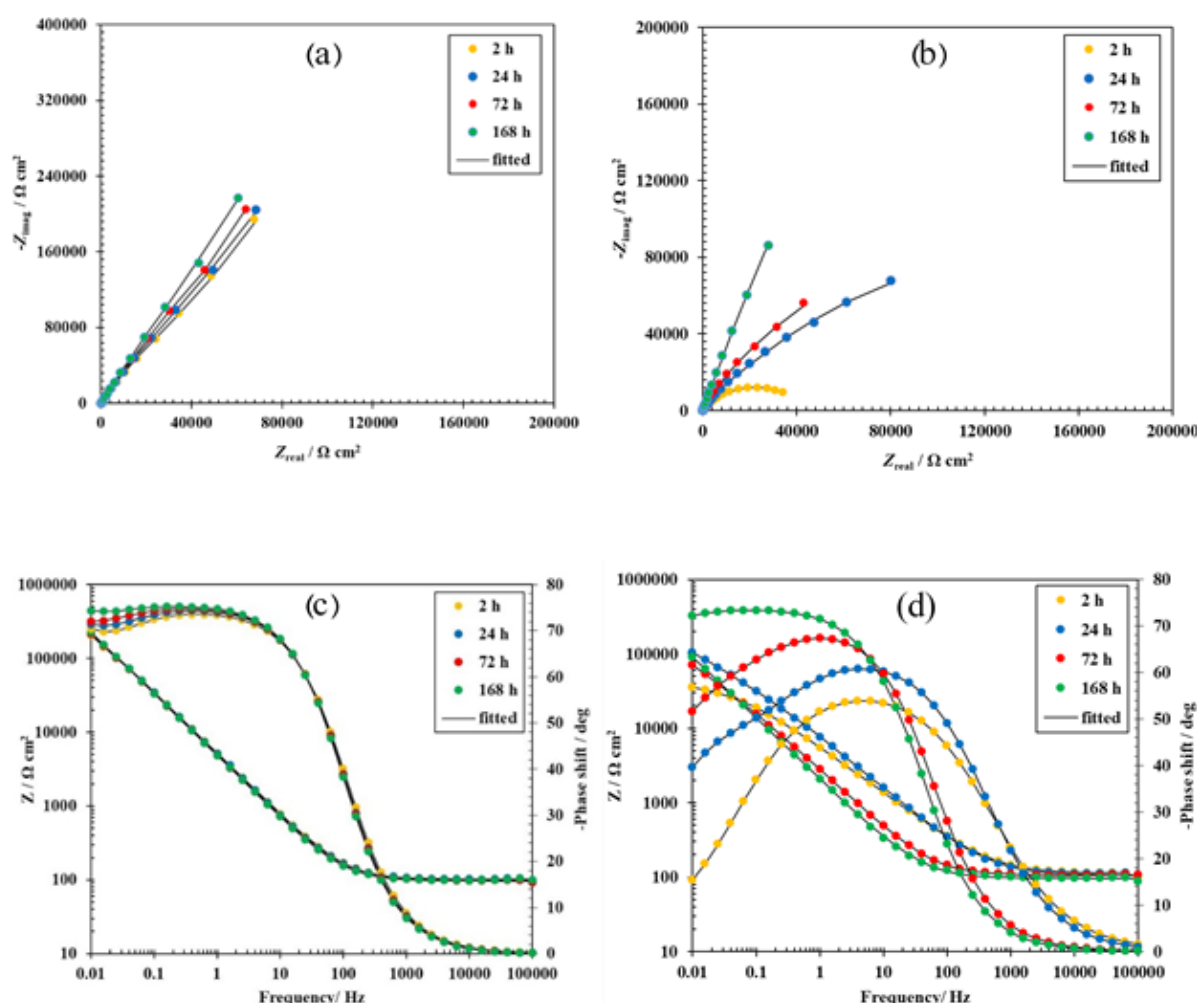 (a)
400000
320000
240000
160000
80000
0
-Zimag / Ω cm2
0 40000 80000 120000 160000 200000
Zreal / Ω cm2
2 h
24 h
72 h
168 h
fitted
(b)
200000
160000
120000
80000
40000
0
-Zimag / Ω cm2
0 40000 80000 120000 160000 200000
Zreal / Ω cm2
2 h
24 h
72 h
168 h
fitted
(c)
1000000
100000
10000
1000
100
10
Z / Ω cm2
0.01 0.1 1 10 100 1000 10000 100000
Frequency/ Hz
80
70
60
50
40
30
20
10
0
-Phase shift / deg
2 h
24 h
72 h
168 h
fitted
(d)
1000000
100000
10000
1000
100
10
Z / Ω cm2
0.01 0.1 1 10 100 1000 10000 100000
Frequency/ Hz
80
70
60
50
40
30
20
10
0
-Phase shift / deg
2 h
24 h
72 h
168 h
fitted